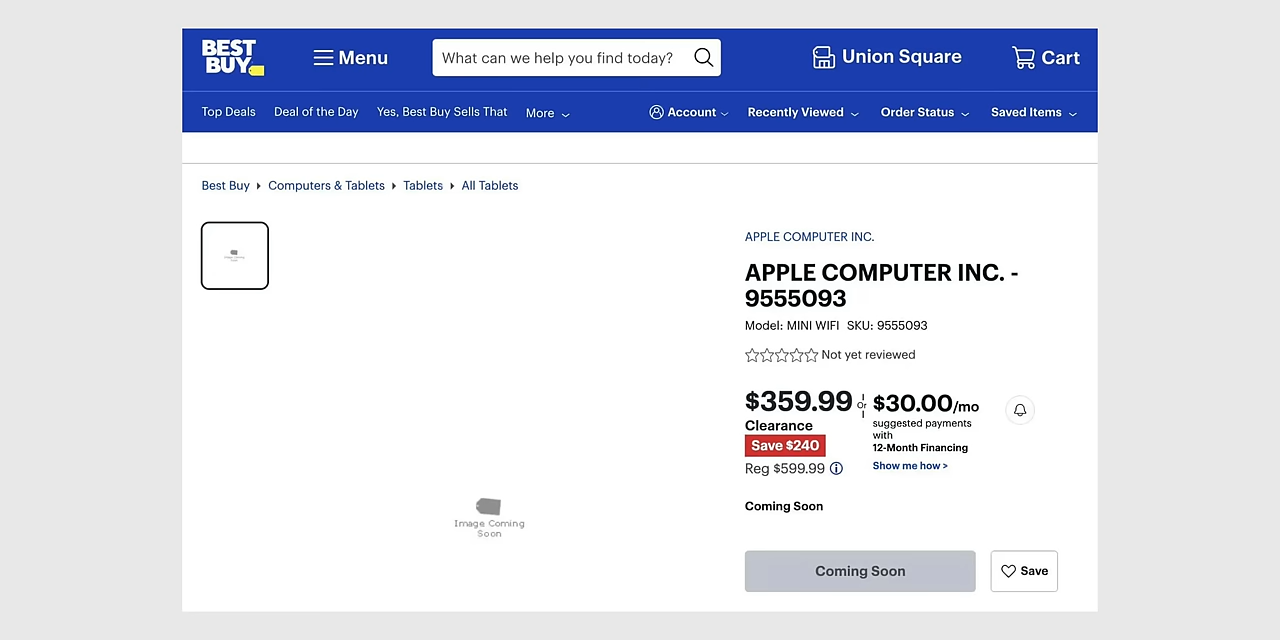 BEST
BUY
Menu
What can we help you find today?
Union Square
Cart
Top Deals Deal of the Day Yes, Best Buy Sells That More
Account Recently Viewed Order Status Saved Items
Best Buy Computers & Tablets Tablets All Tablets
APPLE COMPUTER INC.
APPLE COMPUTER INC. -
9555093
Model: MINI WIFI SKU: 9555093
Not yet reviewed
$359.99
Clearance
Save $240
Reg $599.99
Or
$30.00/mo
suggested payments
with
12-Month Financing
Show me how >
Coming Soon
Image Coming
Soon
Coming Soon
Save